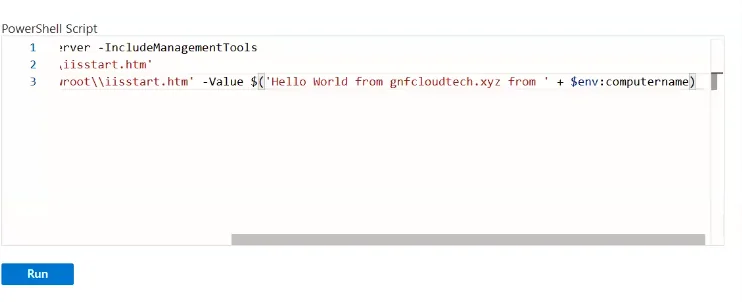 PowerShell Script
1 erver -IncludeManagementTools
2 \iisstart.htm'
3 root\\iisstart.htm' -Value $('Hello World from gnfcloudtech.xyz from ' + $env:computername)
Run